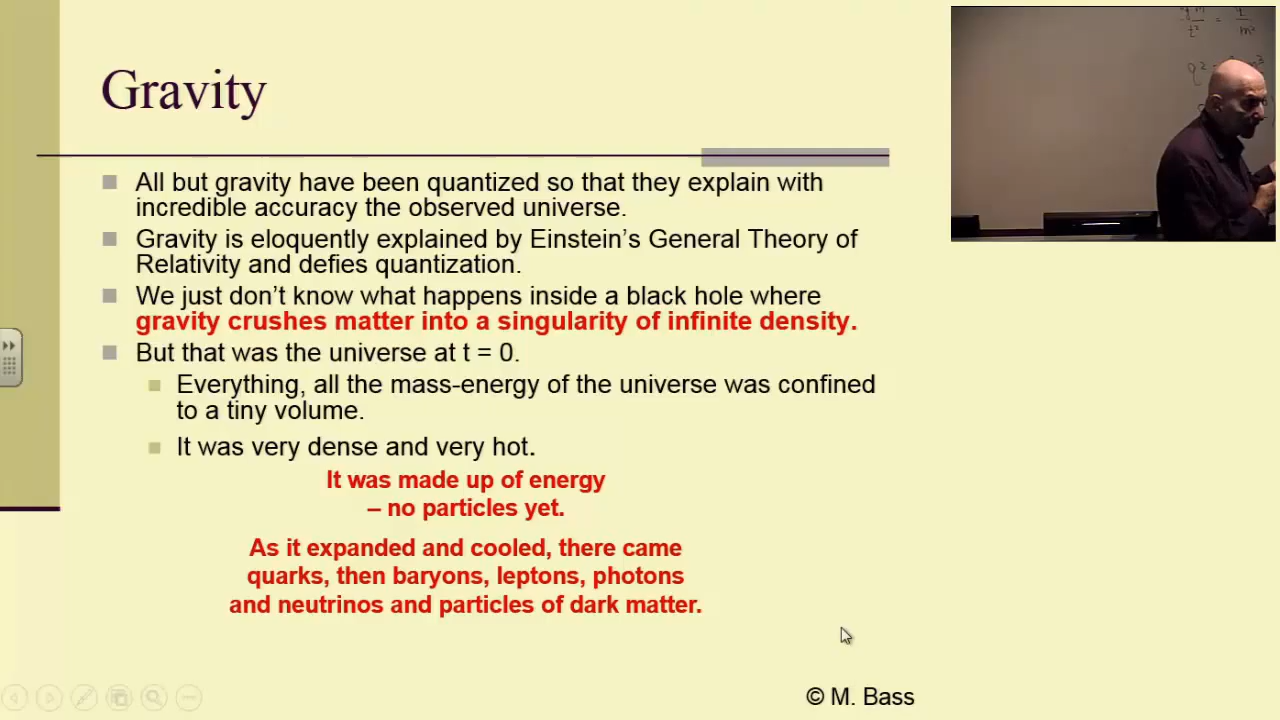 Gravity
All but gravity have been quantized so that they explain with
incredible accuracy the observed universe.
Gravity is eloquently explained by Einstein’s General Theory of
Relativity and defies quantization.
We just don’t know what happens inside a black hole where
gravity crushes matter into a singularity of infinite density.
But that was the universe at t = 0.
Everything, all the mass-energy of the universe was confined
to a tiny volume.
It was very dense and very hot.
It was made up of energy
– no particles yet.
As it expanded and cooled, there came
quarks, then baryons, leptons, photons
and neutrinos and particles of dark matter.
© M. Bass